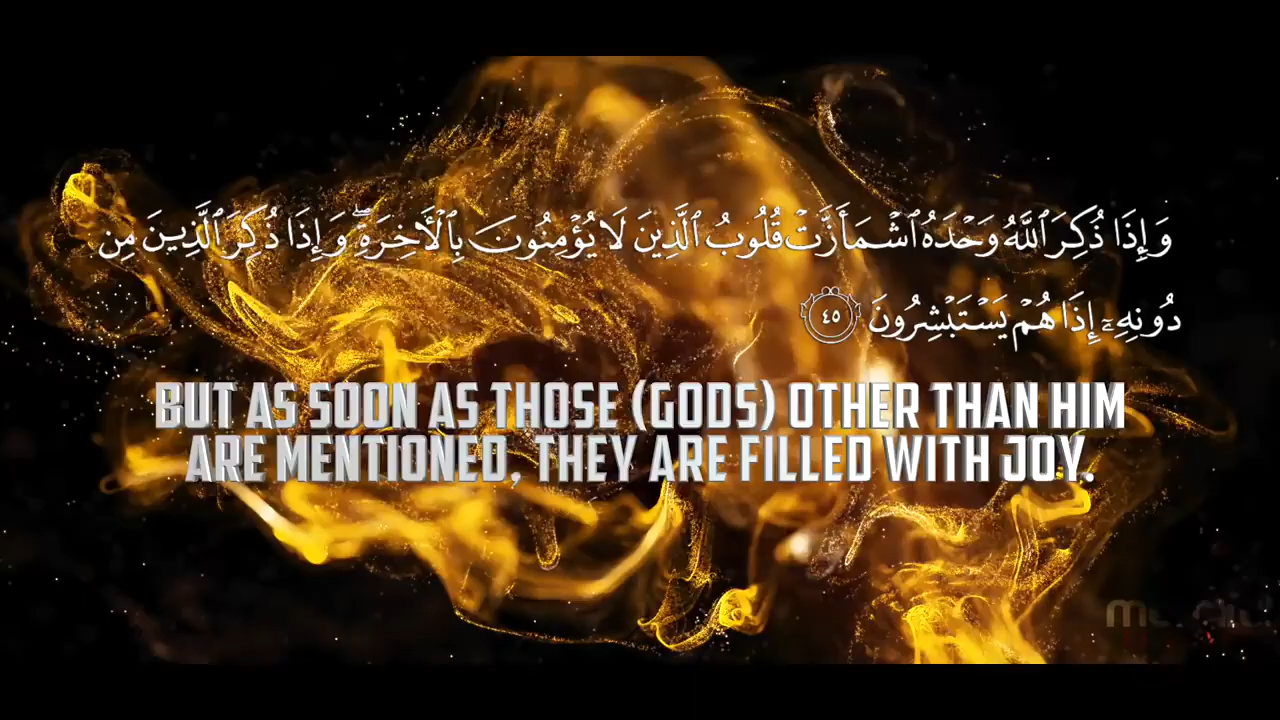 وَإِذَا ذُكِرَ ٱللَّهُ وَحْدَهُ ٱشْمَأَزَّتْ قُلُوبُ ٱلَّذِينَ لَا يُؤْمِنُونَ بِٱلْأَخِرَةِۖ وَإِذَا ذُكِرَ ٱلَّذِينَ مِن
دُونِهِۦٓ إِذَا هُمْ يَسْتَبْشِرُونَ ٤٥
BUT AS SOON AS THOSE (GODS) OTHER THAN HIM
ARE MENTIONED, THEY ARE FILLED WITH JOY.